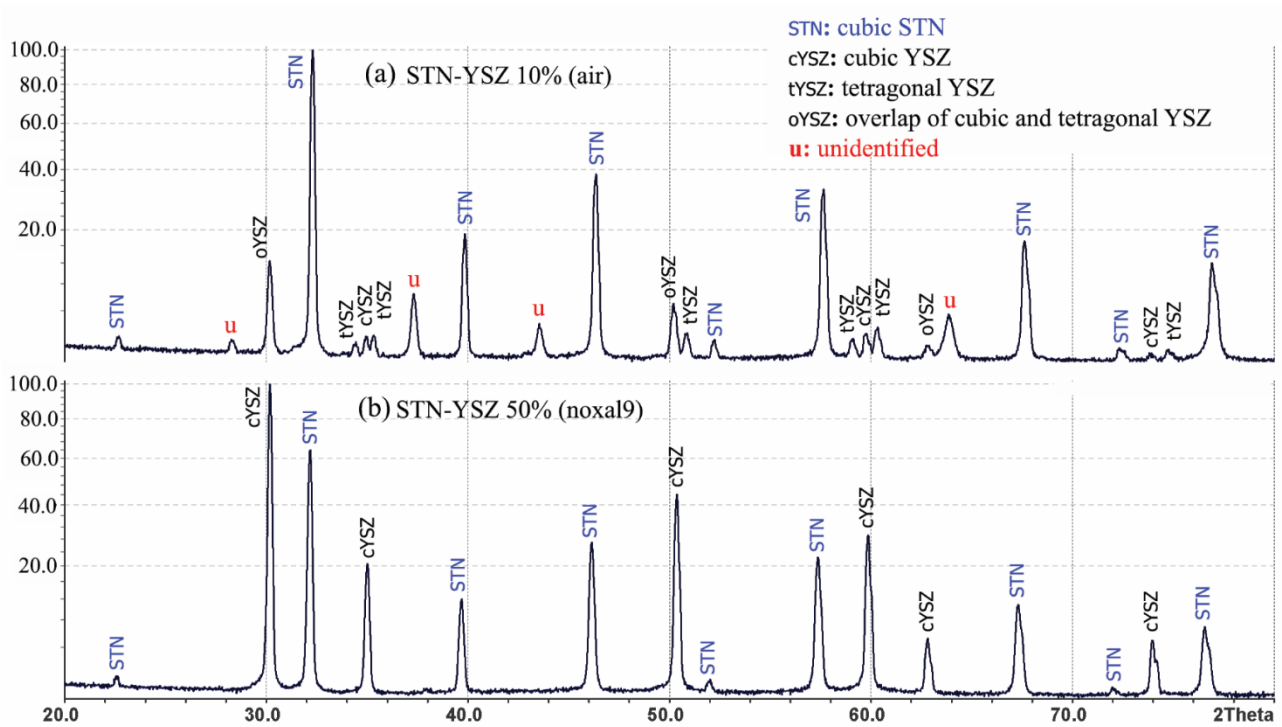 STN: cubic STN
cYSZ: cubic YSZ
tYSZ: tetragonal YSZ
oYSZ: overlap of cubic and tetragonal YSZ
u: unidentified
(a) STN-YSZ 10% (air)
100.0
80.0
60.0
40.0
20.0
STN
u
oYSZ
STN
tYSZ
cYSZ
tYSZ
u
STN
u
STN
oYSZ
tYSZ
STN
STN
tYSZ
cYSZ
tYSZ
oYSZ
u
STN
STN
cYSZ
tYSZ
STN
(b) STN-YSZ 50% (noxal9)
100.0
80.0
60.0
40.0
20.0
STN
cYSZ
STN
cYSZ
STN
STN
cYSZ
STN
STN
cYSZ
cYSZ
STN
STN
cYSZ
STN
20.0 30.0 40.0 50.0 60.0 70.0 2Theta